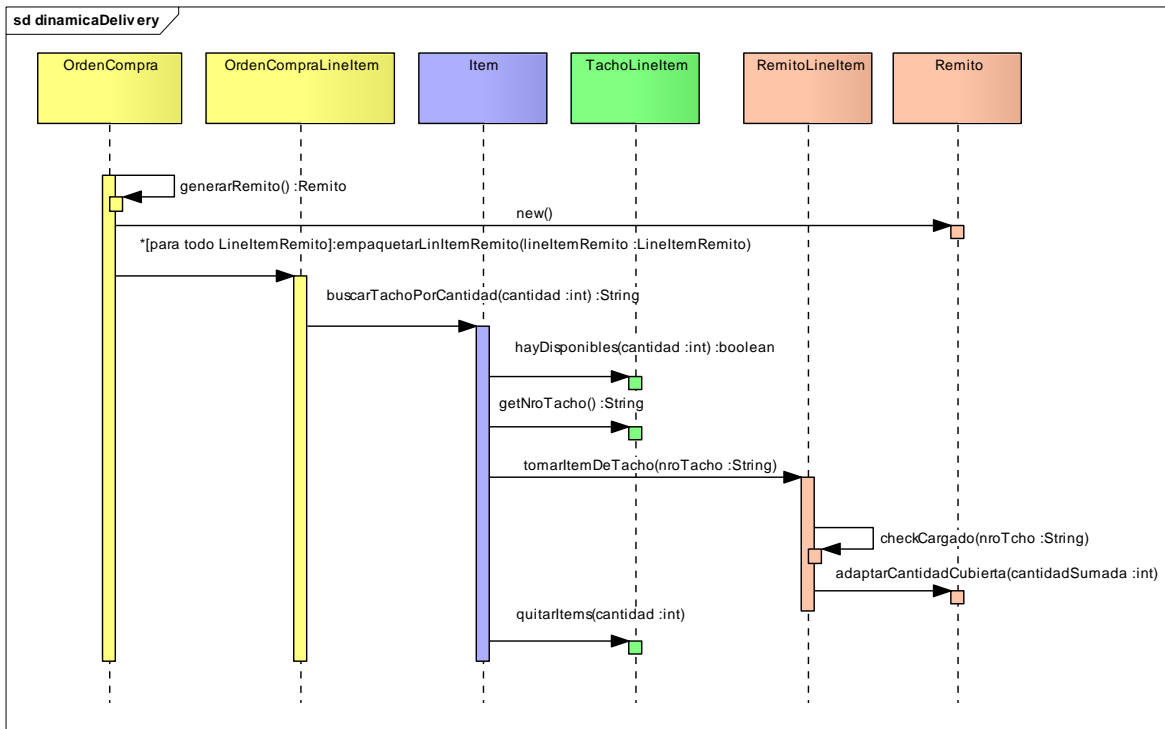 sd dinamicaDelivery
OrdenCompra
OrdenCompraLineItem
Item
TachoLineItem
RemitoLineItem
Remito
generarRemito() :Remito
new()
*[para todo LineItemRemito]:empaquetarLinItemRemito(lineItemRemito :LineItemRemito)
buscarTachoPorCantidad(cantidad :int) :String
hayDisponibles(cantidad :int) :boolean
getNroTacho() :String
tomarItemDeTacho(nroTacho :String)
checkCargado(nroTcho :String)
adaptarCantidadCubierta(cantidadSumada :int)
quitarItems(cantidad :int)